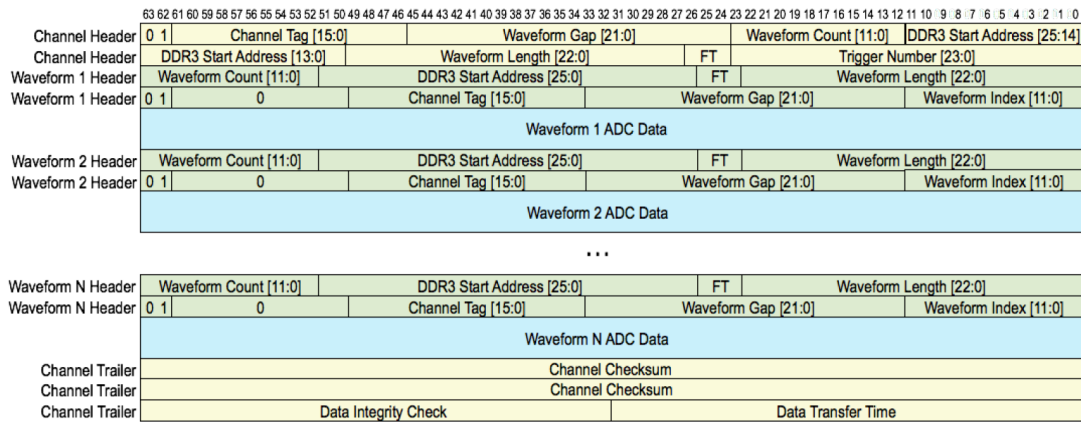 63 62 61 60 59 58 57 56 55 54 53 52 51 50 49 48 47 46 45 44 43 42 41 40 39 38 37 36 35 34 33 32 31 30 29 28 27 26 25 24 23 22 21 20 19 18 17 16 15 14 13 12 11 10 9 8 7 6 5 4 3 2 1 0
Channel Header 0 1 Channel Tag [15:0] Waveform Gap [21:0] Waveform Count [11:0] DDR3 Start Address [25:14]
Channel Header DDR3 Start Address [13:0] Waveform Length [22:0] FT Trigger Number [23:0]
Waveform 1 Header Waveform Count [11:0] DDR3 Start Address [25:0] FT Waveform Length [22:0]
Waveform 1 Header 0 1 0 Channel Tag [15:0] Waveform Gap [21:0] Waveform Index [11:0]
Waveform 1 ADC Data
Waveform 2 Header Waveform Count [11:0] DDR3 Start Address [25:0] FT Waveform Length [22:0]
Waveform 2 Header 0 1 0 Channel Tag [15:0] Waveform Gap [21:0] Waveform Index [11:0]
Waveform 2 ADC Data
...
Waveform N Header Waveform Count [11:0] DDR3 Start Address [25:0] FT Waveform Length [22:0]
Waveform N Header 0 1 0 Channel Tag [15:0] Waveform Gap [21:0] Waveform Index [11:0]
Waveform N ADC Data
Channel Trailer Channel Checksum
Channel Trailer Channel Checksum
Channel Trailer Data Integrity Check Data Transfer Time